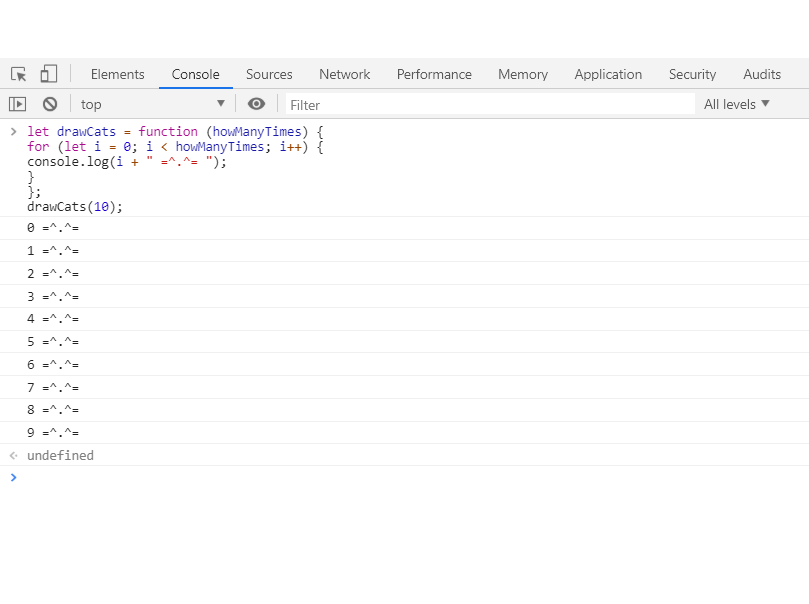 Elements Console Sources Network Performance Memory Application Security Audits
top ▼ Filter All levels ▼
> let drawCats = function (howManyTimes) {
for (let i = 0; i < howManyTimes; i++) {
console.log(i + " =^.^= ");
}
};
drawCats(10);
0 =^.^=
1 =^.^=
2 =^.^=
3 =^.^=
4 =^.^=
5 =^.^=
6 =^.^=
7 =^.^=
8 =^.^=
9 =^.^=
undefined
>